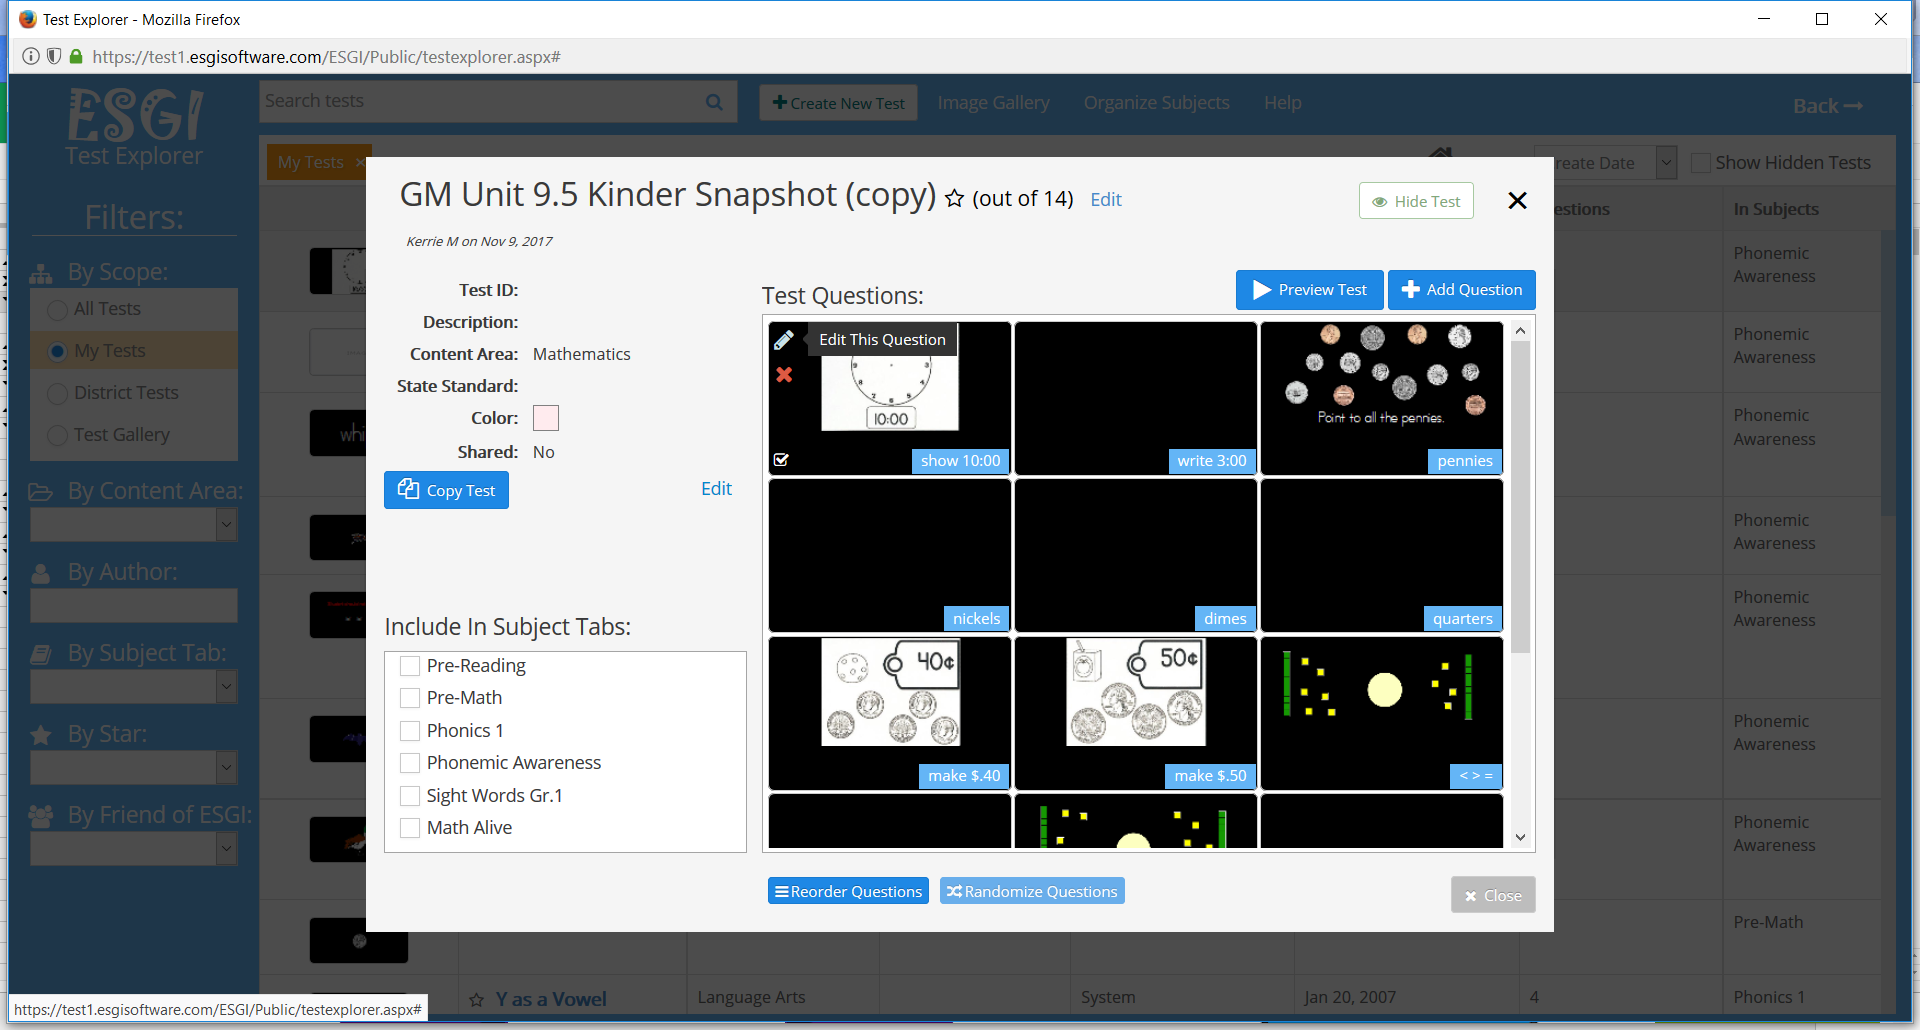 Test Explorer - Mozilla Firefox
https://test1.esgisoftware.com/ESGI/Public/testexplorer.aspx#
ESGI
Test Explorer
Search tests
Create New Test
Image Gallery
Organize Subjects
Help
Back
My Tests ×
reate Date
Show Hidden Tests
Filters:
By Scope:
All Tests
My Tests
District Tests
Test Gallery
By Content Area:
By Author:
By Subject Tab:
By Star:
By Friend of ESGI:
estions
In Subjects
whi
Phonemic
Awareness
Phonemic
Awareness
Phonemic
Awareness
Phonemic
Awareness
Phonemic
Awareness
Phonemic
Awareness
Phonemic
Awareness
Pre-Math
Y as a Vowel
Language Arts
System
Jan 20, 2007
4
Phonics 1
GM Unit 9.5 Kinder Snapshot (copy) (out of 14) Edit
Hide Test
Kerrie M on Nov 9, 2017
Test ID:
Description:
Content Area: Mathematics
State Standard:
Color:
Shared: No
Copy Test
Edit
Include In Subject Tabs:
Pre-Reading
Pre-Math
Phonics 1
Phonemic Awareness
Sight Words Gr.1
Math Alive
Test Questions:
Preview Test
Add Question
Edit This Question
9 3
8 4
7 6 5
10:00
show 10:00
write 3:00
Point to all the pennies.
pennies
nickels
dimes
quarters
40¢
make $.40
50¢
make $.50
< > =
Reorder Questions
Randomize Questions
Close
https://test1.esgisoftware.com/ESGI/Public/testexplorer.aspx#